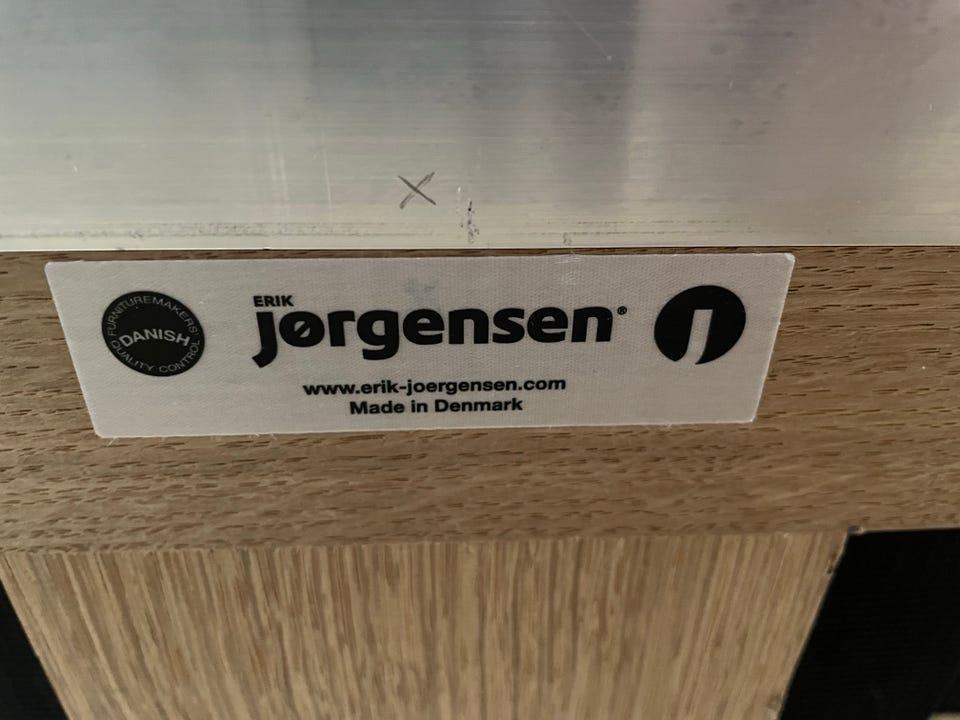 FURNITUREMAKERS'
DANISH
QUALITY CONTROL
ERIK
jørgensen®
www.erik-joergensen.com
Made in Denmark